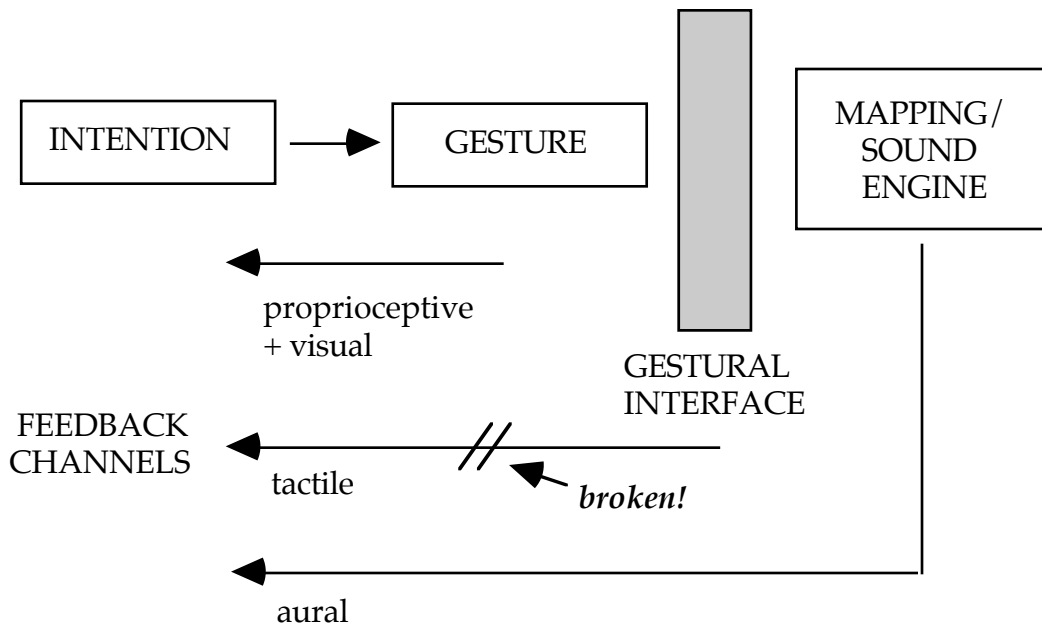 INTENTION
GESTURE
MAPPING/
SOUND
ENGINE
proprioceptive
+ visual
GESTURAL
INTERFACE
FEEDBACK
CHANNELS
tactile
broken!
aural